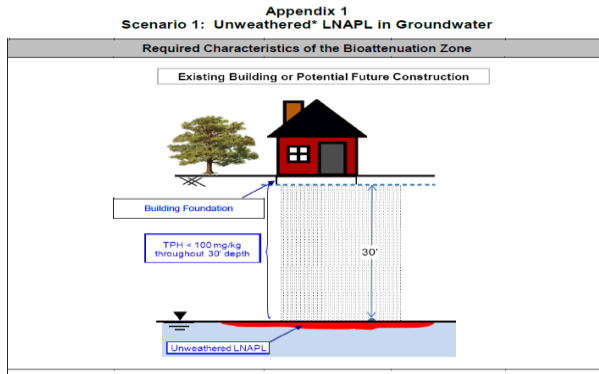 Appendix 1
Scenario 1: Unweathered* LNAPL in Groundwater
Required Characteristics of the Bioattenuation Zone
Existing Building or Potential Future Construction
Building Foundation
TPH < 100 mg/kg
throughout 30' depth
30'
Unweathered LNAPL